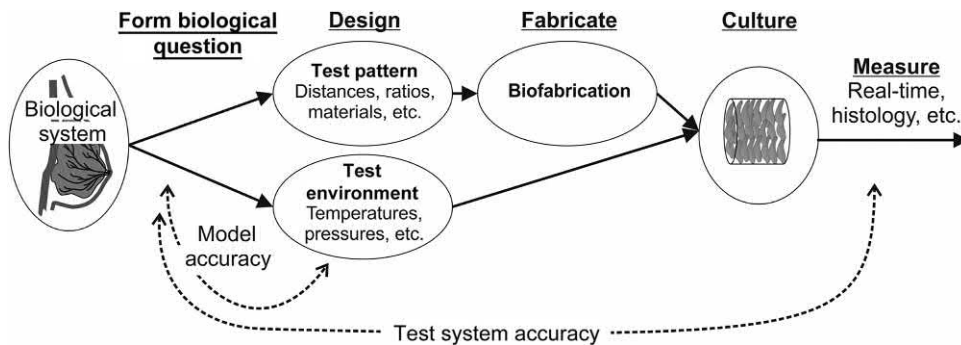 Form biological
question
Design
Fabricate
Culture
Measure
Real-time,
histology, etc.
Biological
system
Test pattern
Distances, ratios,
materials, etc.
Biofabrication
Test
environment
Temperatures,
pressures, etc.
Model
accuracy
Test system accuracy